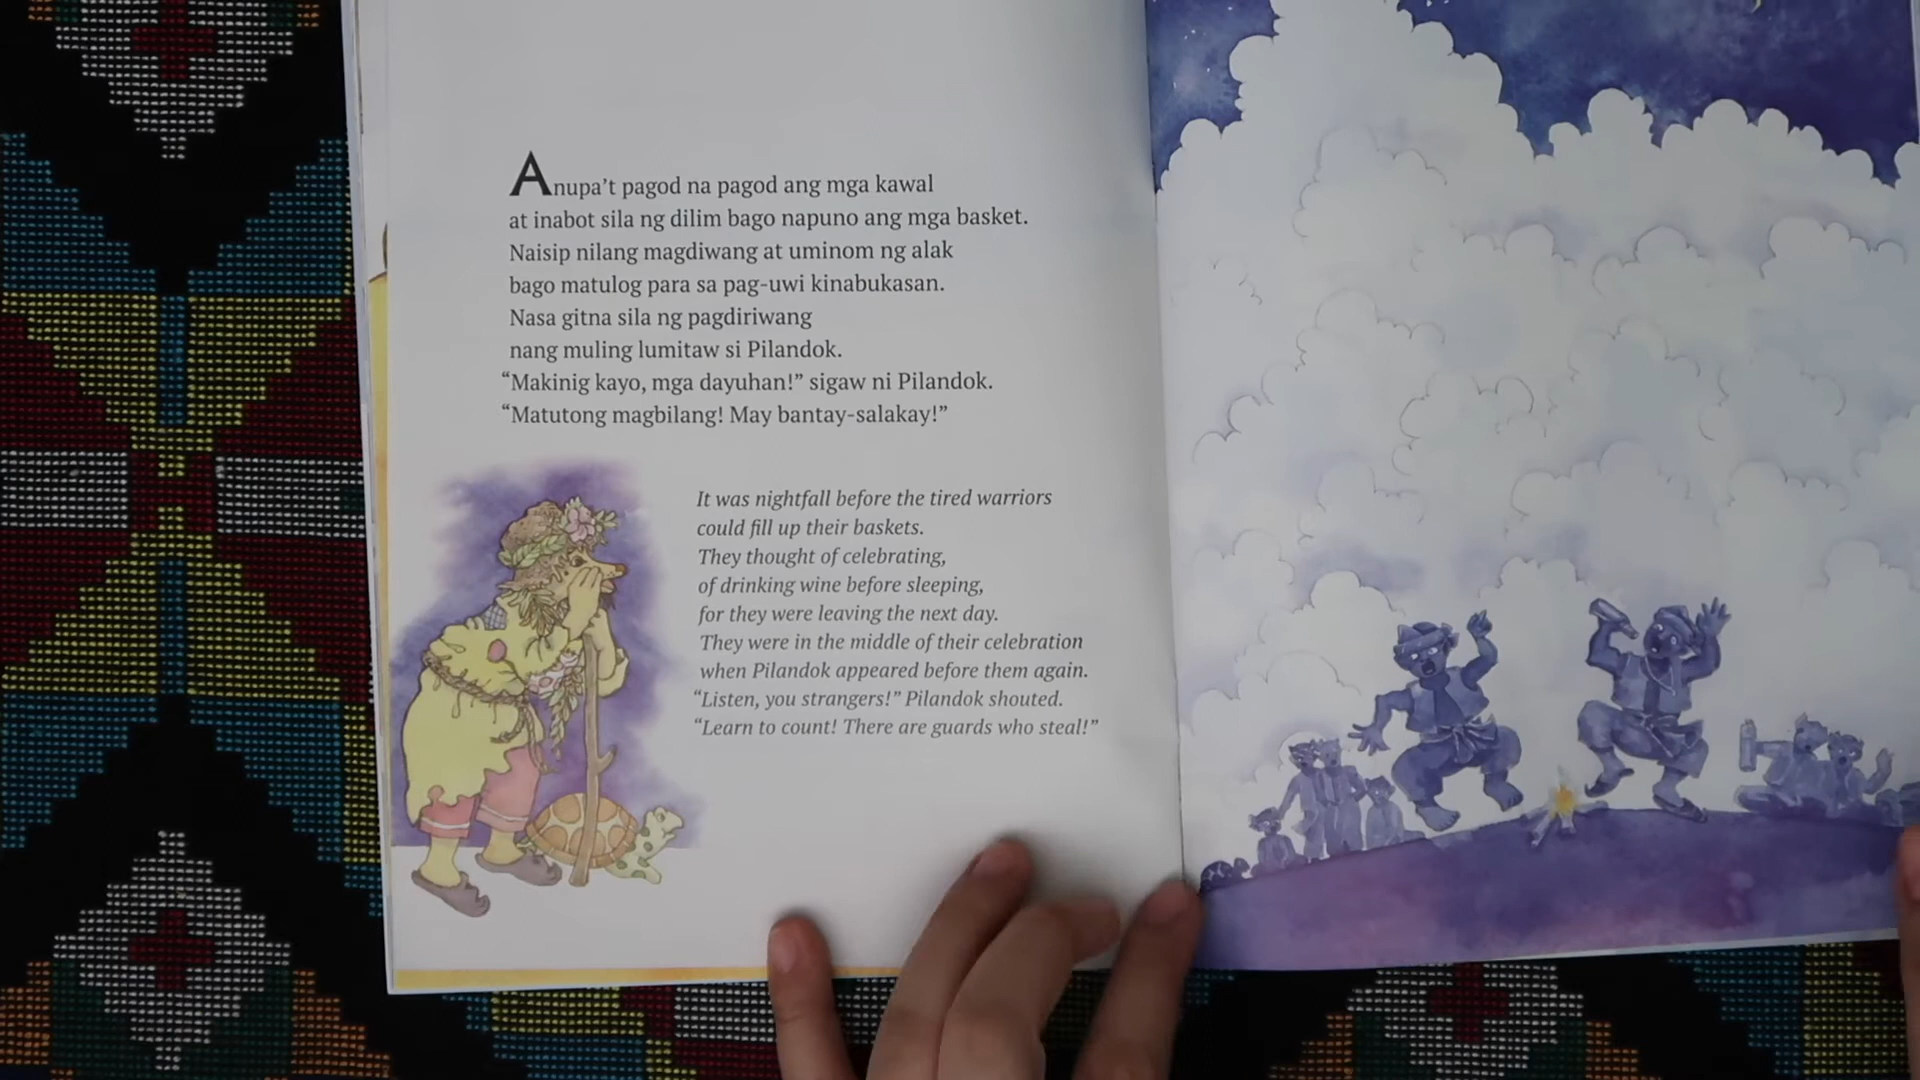 Anupa’t pagod na pagod ang mga kawal
at inabot sila ng dilim bago napuno ang mga basket.
Naisip nilang magdiwang at uminom ng alak
bago matulog para sa pag-uwi kinabukasan.
Nasa gitna sila ng pagdiriwang
nang muling lumitaw si Pilandok.
“Makinig kayo, mga dayuhan!” sigaw ni Pilandok.
“Matutong magbilang! May bantay-salakay!”
It was nightfall before the tired warriors
could fill up their baskets.
They thought of celebrating,
of drinking wine before sleeping,
for they were leaving the next day.
They were in the middle of their celebration
when Pilandok appeared before them again.
“Listen, you strangers!” Pilandok shouted.
“Learn to count! There are guards who steal!”